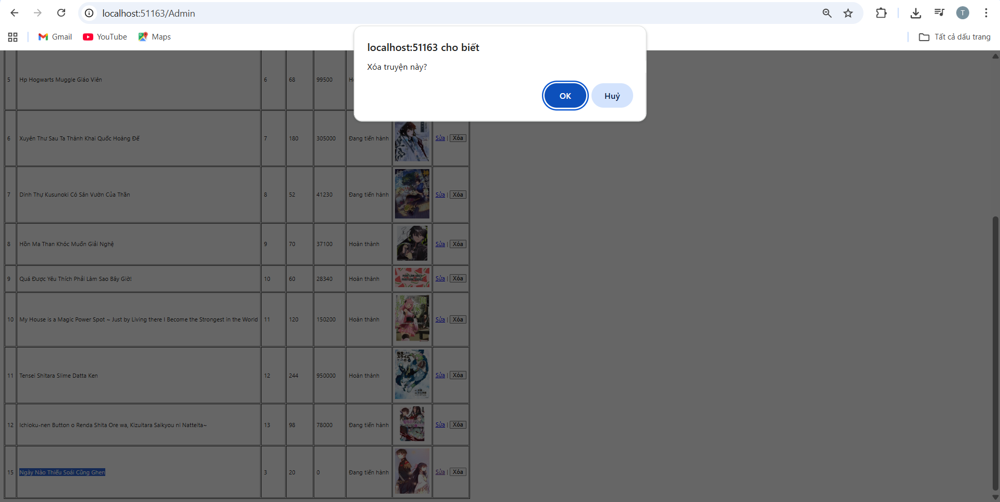 localhost:51163/Admin
T
Gmail
YouTube
Maps
Tất cả dấu trang
localhost:51163 cho biết
Xóa truyện này?
OK
Huỷ
5 Hp Hogwarts Muggle Giáo Viên 6 68 99500
6 Xuyên Thư Sau Ta Thành Khai Quốc Hoàng Đế 7 180 305000 Đang tiến hành Sửa | Xóa
7 Dinh Thự Kusunoki Có Sân Vườn Của Thần 8 52 41230 Đang tiến hành Sửa | Xóa
8 Hồn Ma Than Khóc Muốn Giải Nghệ 9 70 37100 Hoàn thành Sửa | Xóa
9 Quá Được Yêu Thích Phải Làm Sao Bây Giờ! 10 60 28340 Hoàn thành Sửa | Xóa
10 My House is a Magic Power Spot ~ Just by Living there I Become the Strongest in the World 11 120 150200 Hoàn thành Sửa | Xóa
11 Tensei Shitara Slime Datta Ken 12 244 950000 Hoàn thành Sửa | Xóa
12 Ichioku-nen Button o Renda Shita Ore wa, Kizuitara Saikyou ni Natteita~ 13 98 78000 Đang tiến hành Sửa | Xóa
15 Ngày Nào Thiếu Soái Cũng Ghen 3 20 0 Đang tiến hành Sửa | Xóa